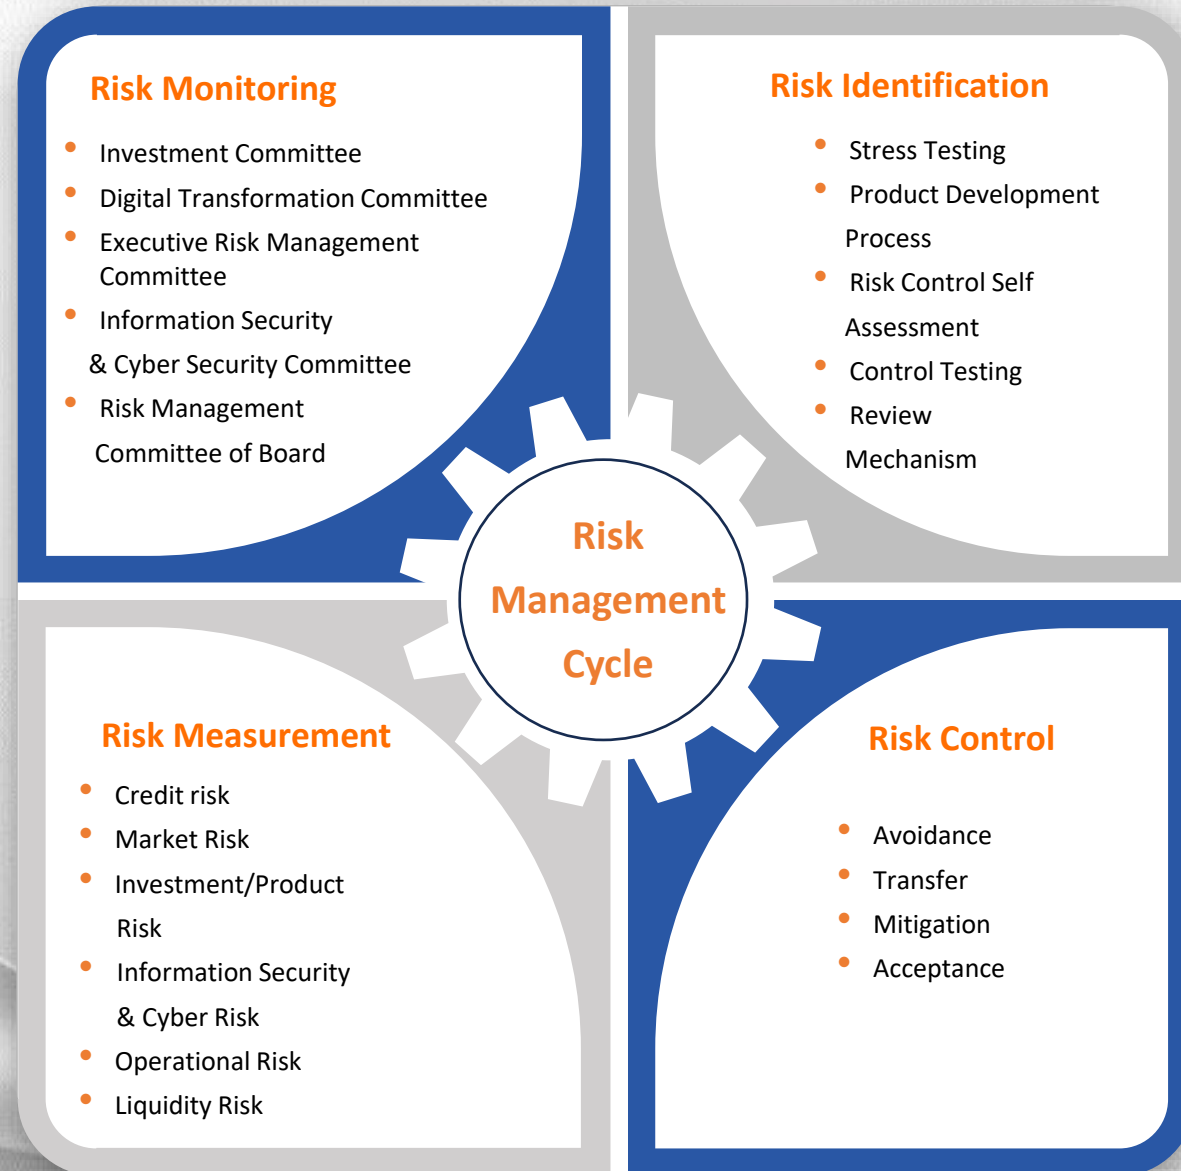 Risk Monitoring
• Investment Committee
• Digital Transformation Committee
• Executive Risk Management
Committee
• Information Security
& Cyber Security Committee
• Risk Management
Committee of Board
Risk Identification
• Stress Testing
• Product Development
Process
• Risk Control Self
Assessment
• Control Testing
• Review
Mechanism
Risk
Management
Cycle
Risk Measurement
• Credit risk
• Market Risk
• Investment/Product
Risk
• Information Security
& Cyber Risk
• Operational Risk
• Liquidity Risk
Risk Control
• Avoidance
• Transfer
• Mitigation
• Acceptance